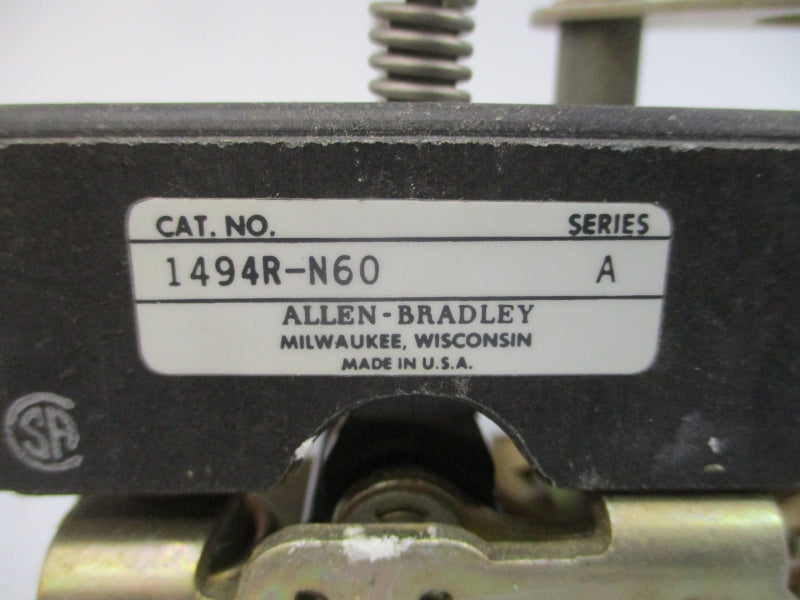 CAT. NO. SERIES
1494R-N60 A
ALLEN-BRADLEY
MILWAUKEE, WISCONSIN
MADE IN U.S.A.
SA